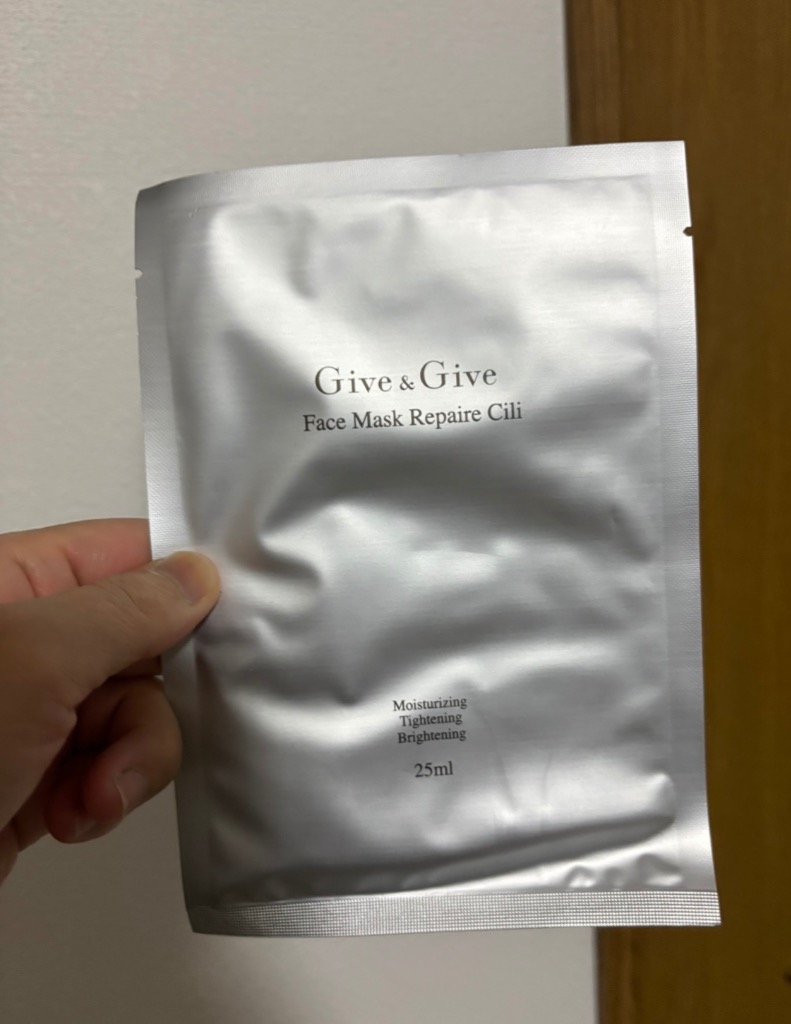 Give & Give
Face Mask Repaire Cili
Moisturizing
Tightening
Brightening
25ml